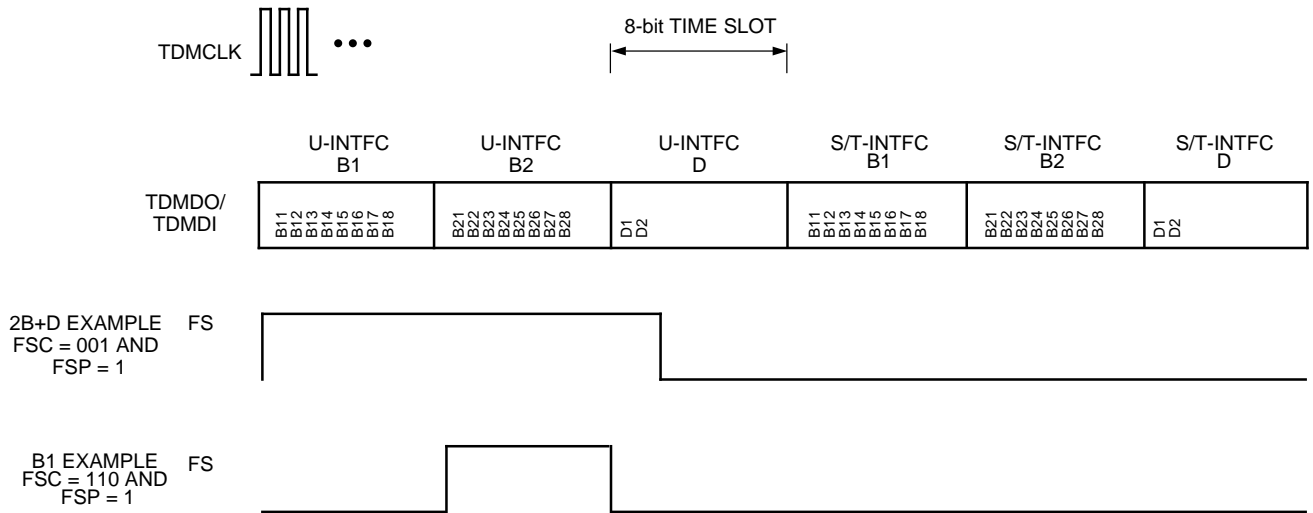 8-bit TIME SLOT
TDMCLK
U-INTFC
B1
U-INTFC
B2
U-INTFC
D
S/T-INTFC
B1
S/T-INTFC
B2
S/T-INTFC
D
TDMDO/
TDMDI
B11
B12
B13
B14
B15
B16
B17
B18
B21
B22
B23
B24
B25
B26
B27
B28
D1
D2
B11
B12
B13
B14
B15
B16
B17
B18
B21
B22
B23
B24
B25
B26
B27
B28
D1
D2
2B+D EXAMPLE FS
FSC = 001 AND
FSP = 1
B1 EXAMPLE FS
FSC = 110 AND
FSP = 1